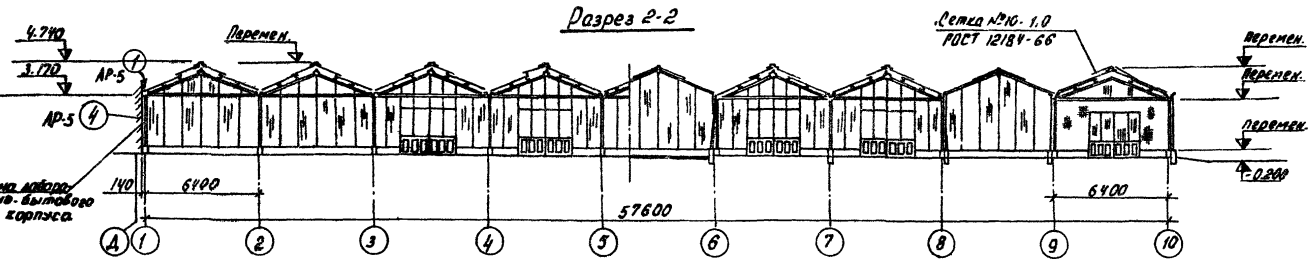 Разрез 2-2
4.740
Перемен.
Сетка №10-1.0
ГОСТ 12184-66
Перемен.
1
АР-5
3.170
Перемен.
АР-5
4
Перемен.
-0.200
140
6400
6400
57600
корпуса
Д
1
2
3
4
5
6
7
8
9
10